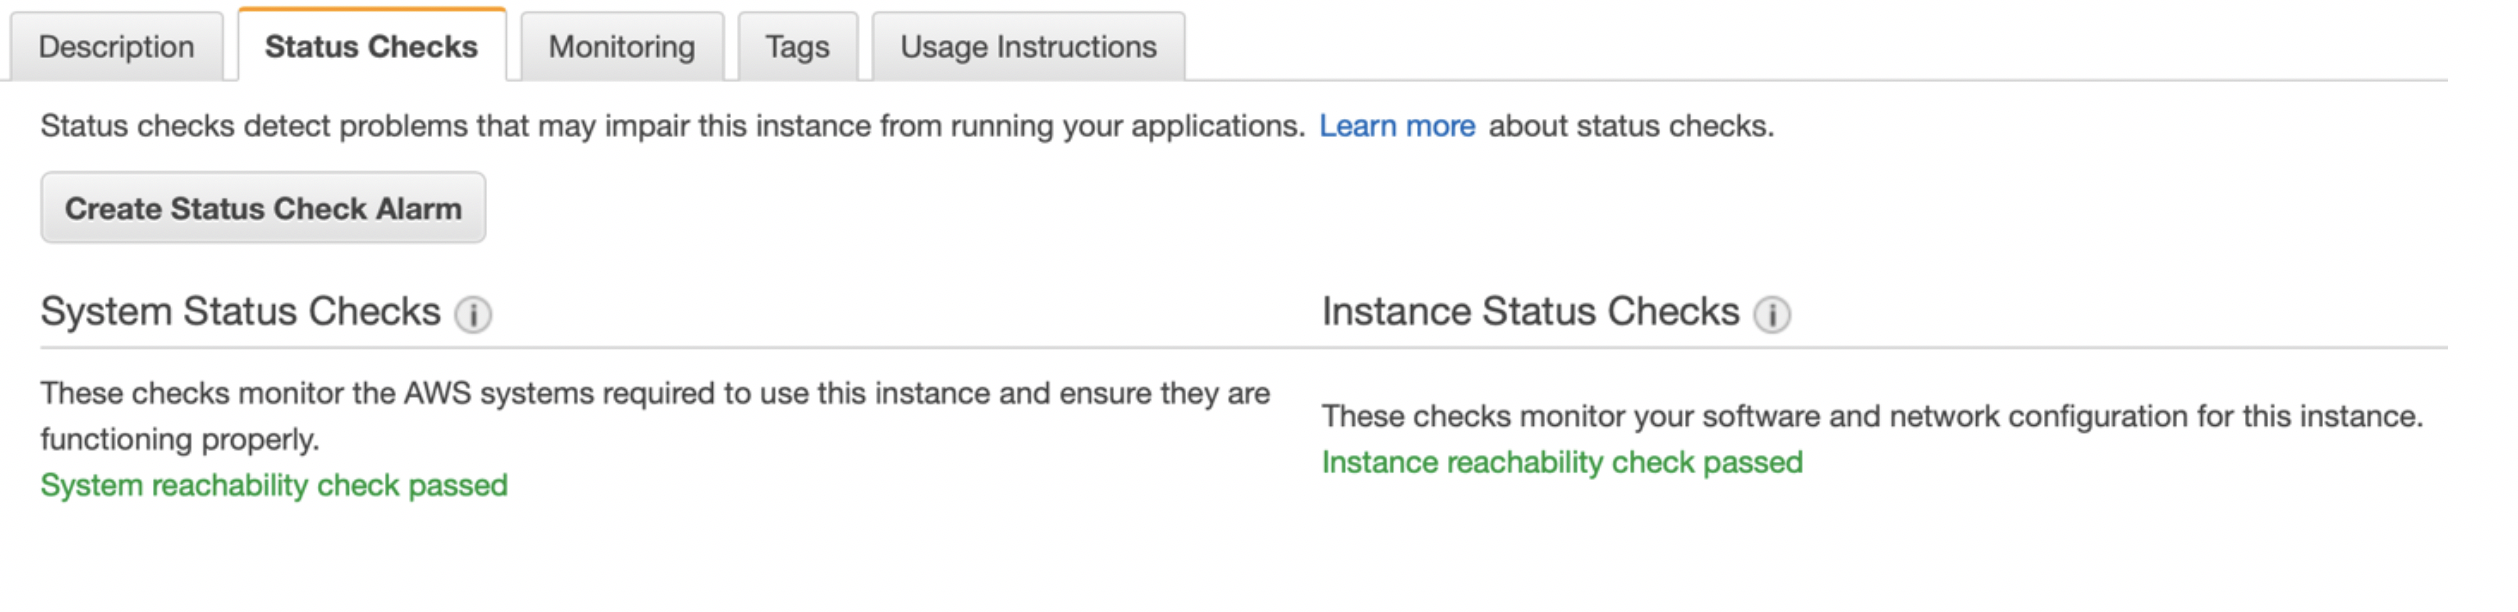 Description
Status Checks
Monitoring
Tags
Usage Instructions
Status checks detect problems that may impair this instance from running your applications. Learn more about status checks.
Create Status Check Alarm
System Status Checks i
These checks monitor the AWS systems required to use this instance and ensure they are
functioning properly.
System reachability check passed
Instance Status Checks i
These checks monitor your software and network configuration for this instance.
Instance reachability check passed